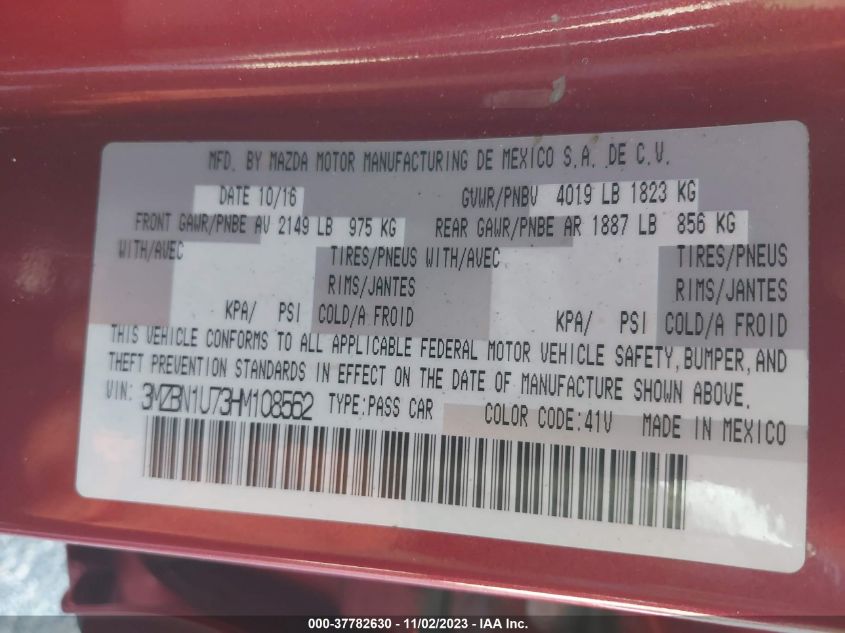 MFD. BY MAZDA MOTOR MANUFACTURING DE MEXICO S.A. DE C.V.
DATE 10/16 GVWR/PNBV 4019 LB 1823 KG
FRONT GAWR/PNBE AV 2149 LB 975 KG REAR GAWR/PNBE AR 1887 LB 856 KG
WITH/AVEC TIRES/PNEUS WITH/AVEC TIRES/PNEUS
RIMS/JANTES RIMS/JANTES
KPA/ PSI COLD/A FROID KPA/ PSI COLD/A FROID
THIS VEHICLE CONFORMS TO ALL APPLICABLE FEDERAL MOTOR VEHICLE SAFETY, BUMPER, AND
THEFT PREVENTION STANDARDS IN EFFECT ON THE DATE OF MANUFACTURE SHOWN ABOVE.
VIN: 3MZBN1U73HM108562 TYPE:PASS CAR COLOR CODE:41V MADE IN MEXICO
000-37782630 - 11/02/2023 - IAAI.com